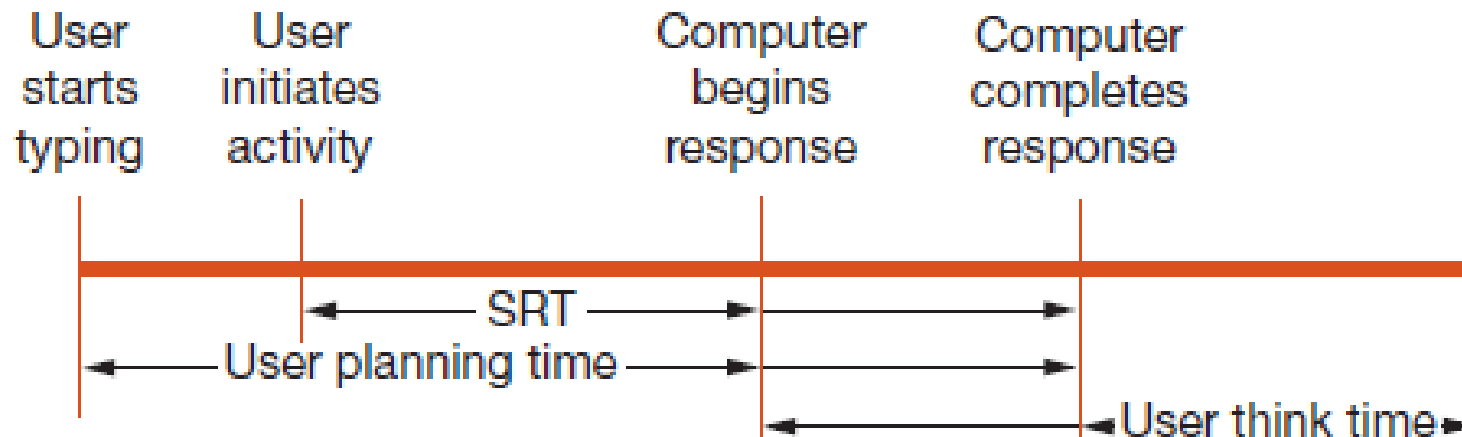 User
starts
typing
User
initiates
activity
Computer
begins
response
Computer
completes
response
SRT
User planning time
User think time